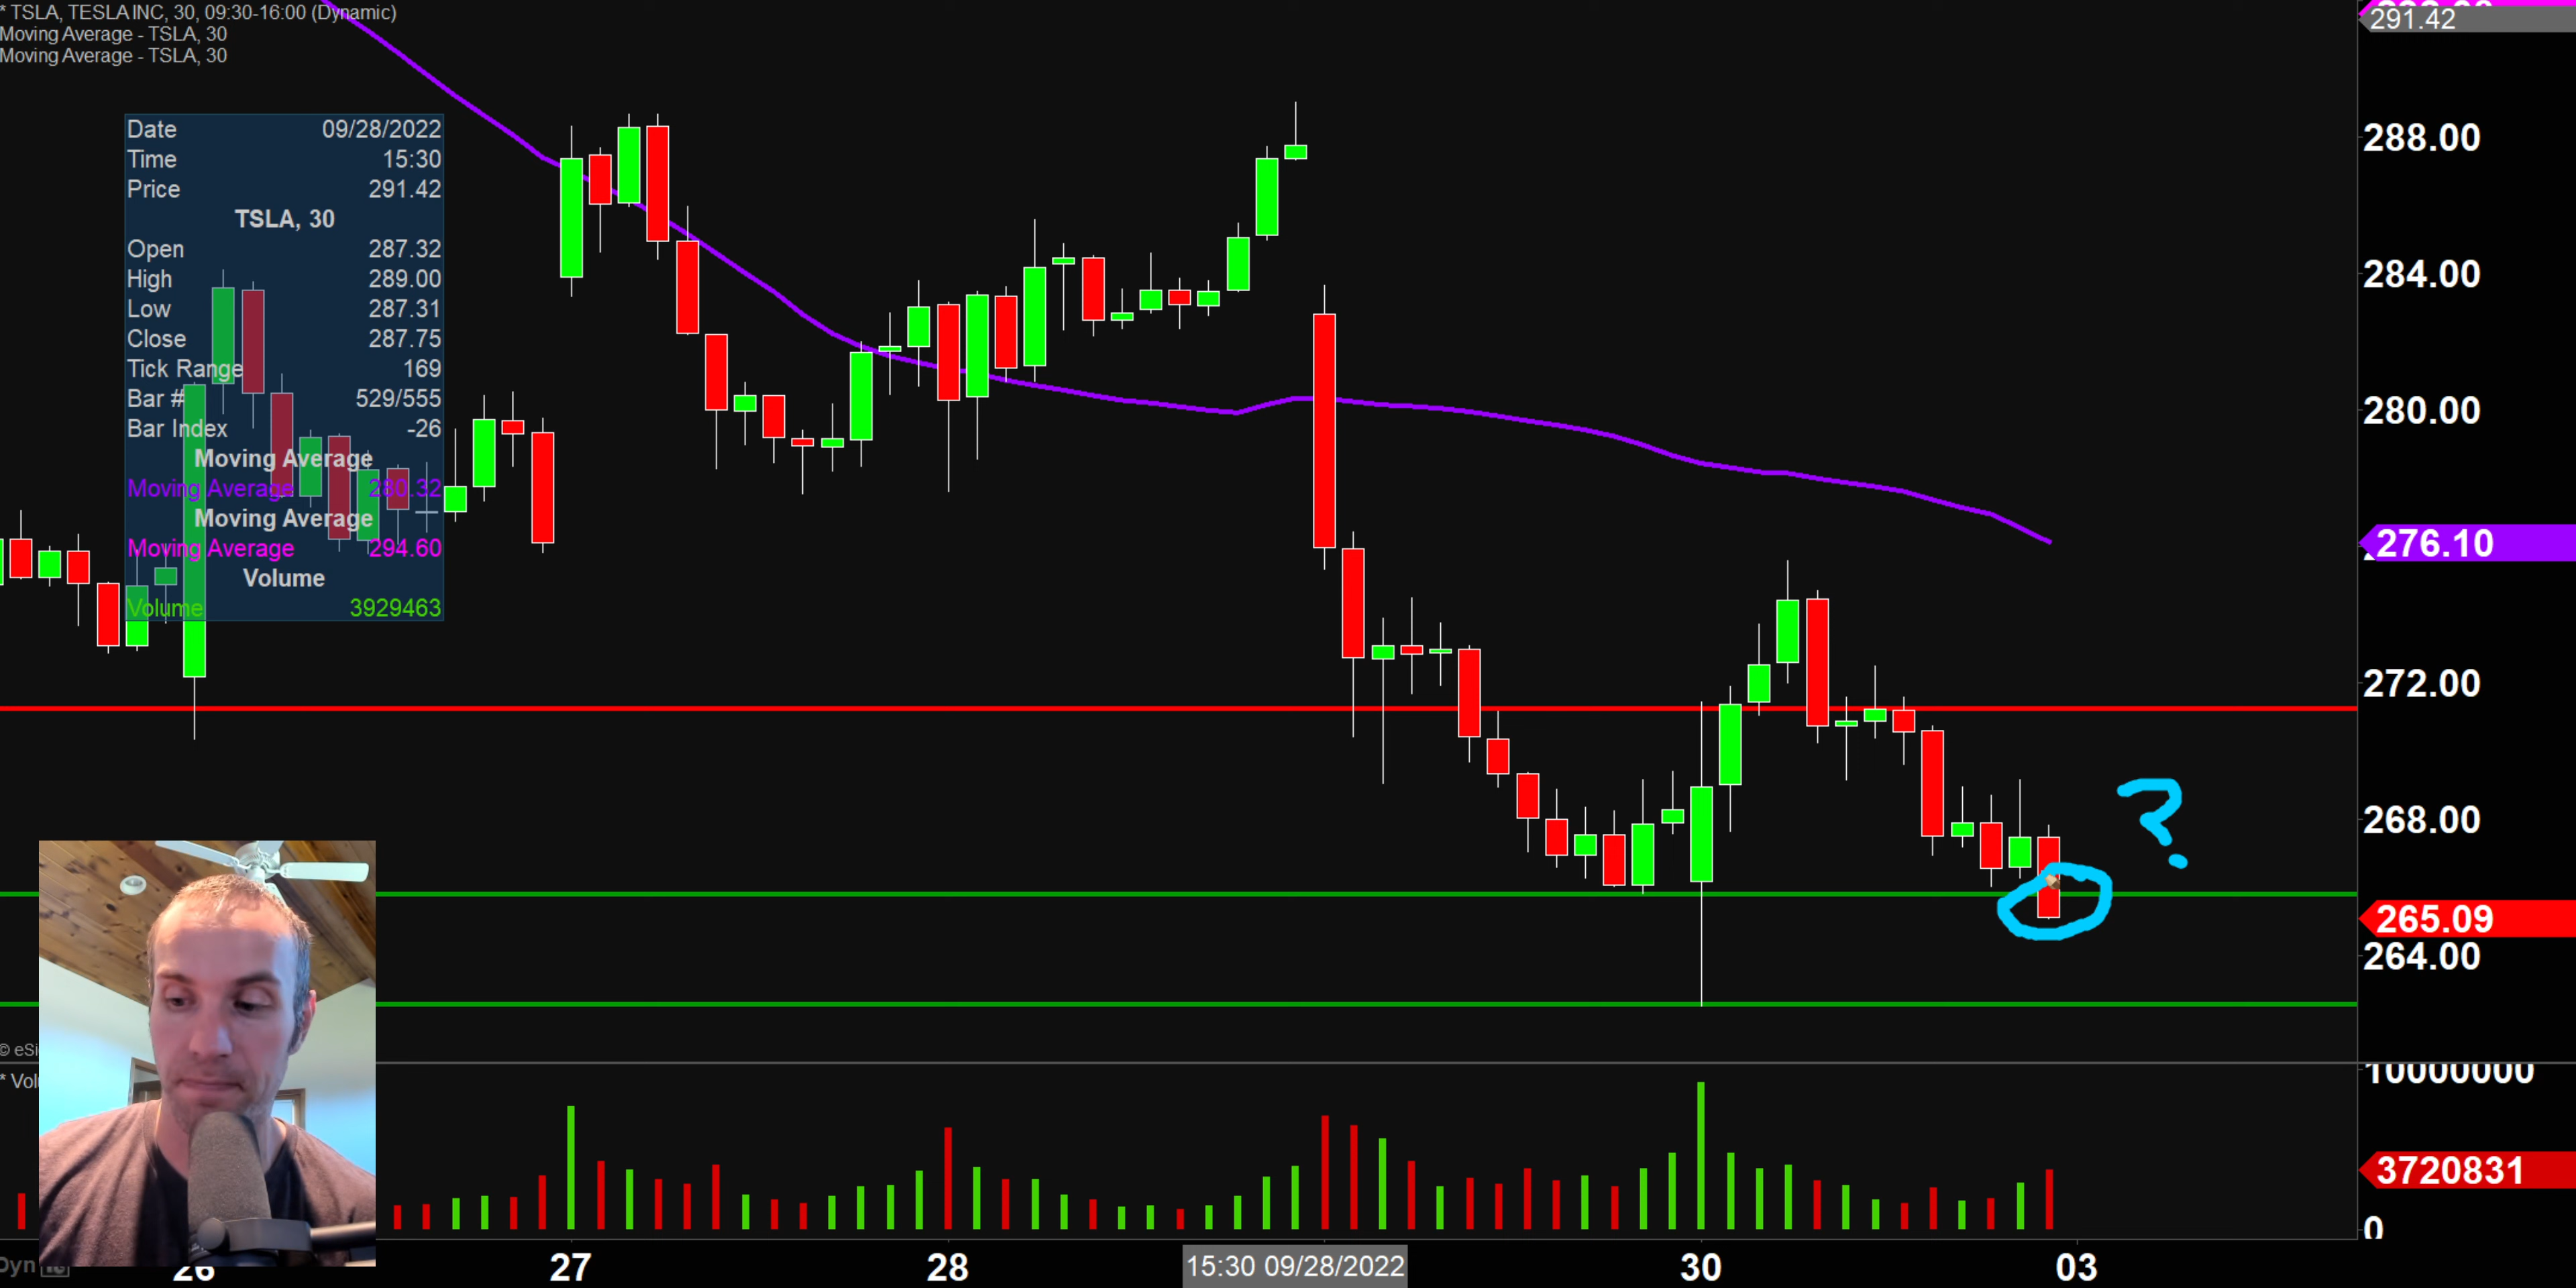 * TSLA, TESLA INC, 30, 09:30-16:00 (Dynamic)
Moving Average - TSLA, 30
Moving Average - TSLA, 30
291.42
Date 09/28/2022
Time 15:30
Price 291.42
TSLA, 30
Open 287.32
High 289.00
Low 287.31
Close 287.75
Tick Range 169
Bar # 529/555
Bar Index -26
Moving Average
Moving Average 280.32
Moving Average
Moving Average 294.60
Volume
Volume 3929463
288.00
284.00
280.00
276.10
272.00
268.00
?
265.09
264.00
© eSi
* Vol
10000000
3720831
0
Dyn
26
27
28
15:30 09/28/2022
30
03